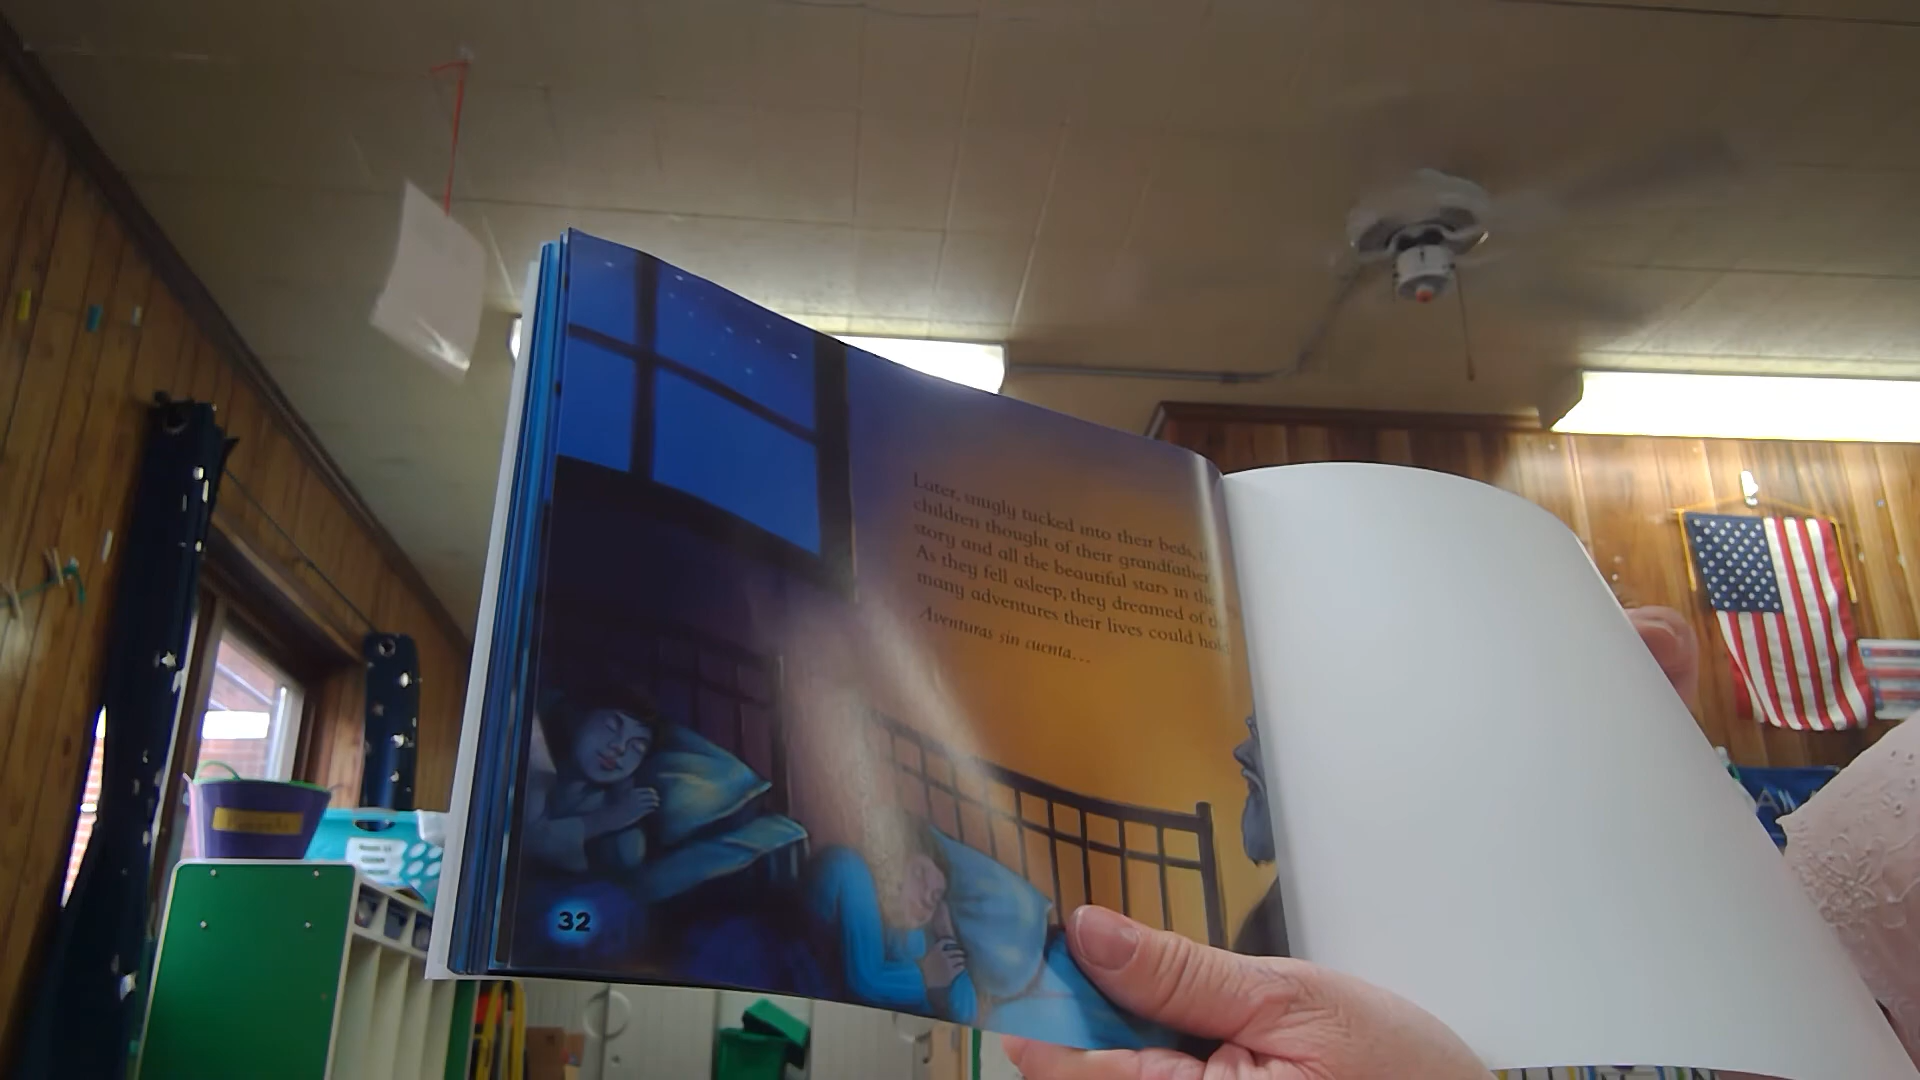 Later, snugly tucked into their beds,
children thought of their grandfather
story and all the beautiful stars in the
As they fell asleep, they dreamed of
many adventures their lives could hold
Aventuras sin cuenta...
32